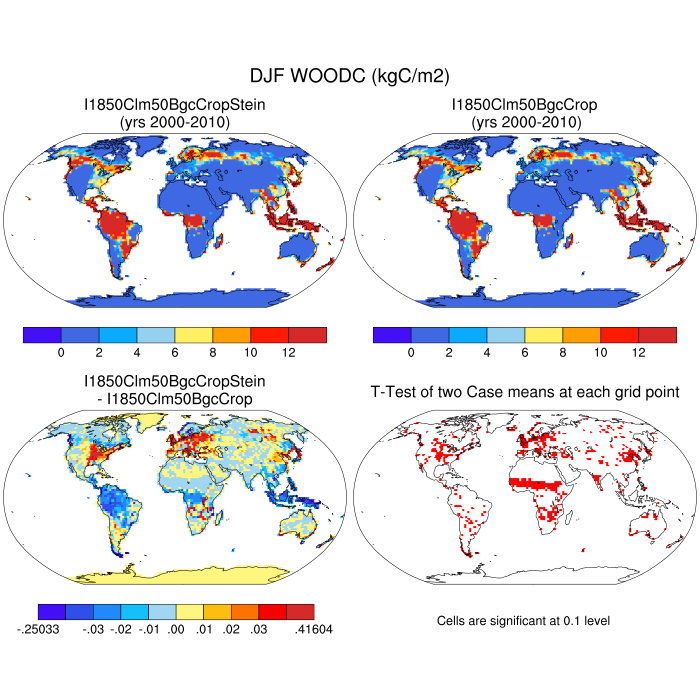 DJF WOODC (kgC/m2)
I1850Clm50BgcCropStein
(yrs 2000-2010)
I1850Clm50BgcCrop
(yrs 2000-2010)
0 2 4 6 8 10 12
0 2 4 6 8 10 12
I1850Clm50BgcCropStein
- I1850Clm50BgcCrop
T-Test of two Case means at each grid point
-.25033 -.03 -.02 -.01 .00 .01 .02 .03 .41604
Cells are significant at 0.1 level